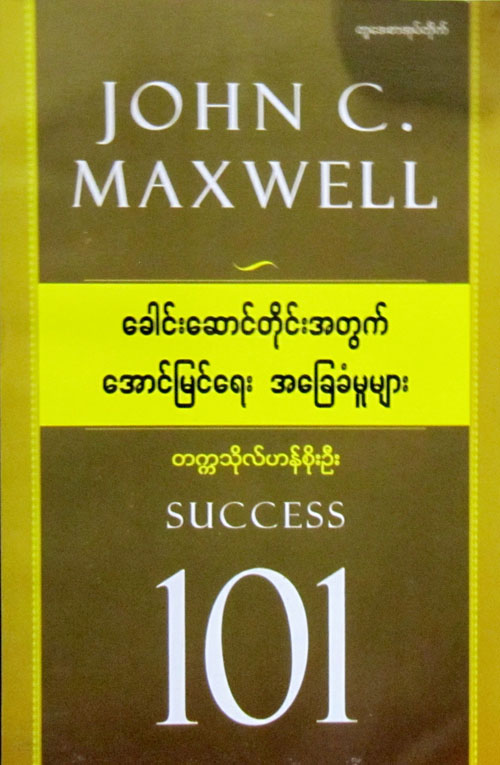 JOHN C.
MAXWELL
ခေါင်းဆောင်တိုင်းအတွက်
အောင်မြင်ရေး အခြေခံမူများ
တက္ကသိုလ်ဟန်စိုးဦး
SUCCESS
101